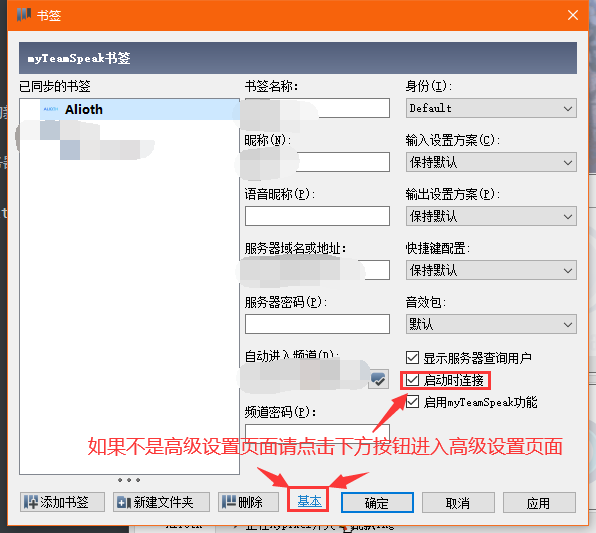 书签
myTeamSpeak书签
已同步的书签
Alioth
书签名称:
昵称(N):
语音昵称(P):
服务器域名或地址:
服务器密码(P):
自动进入频道(D):
频道密码(P):
身份(I):
Default
输入设置方案(C):
保持默认
输出设置方案(P):
保持默认
快捷键配置:
保持默认
音效包:
默认
显示服务器查询用户
启动时连接
启用myTeamSpeak功能
如果不是高级设置页面请点击下方按钮进入高级设置页面
添加书签
新建文件夹
删除
基本
确定
取消
应用